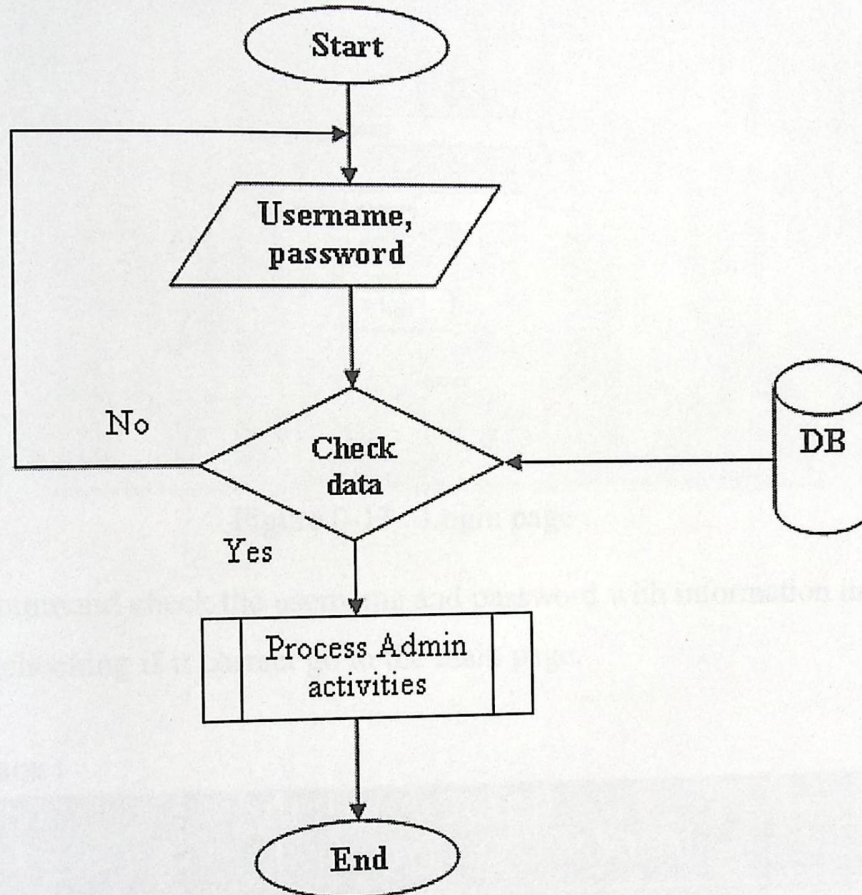 Start
Username,
password
No
Check
data
DB
Yes
Process Admin
activities
End